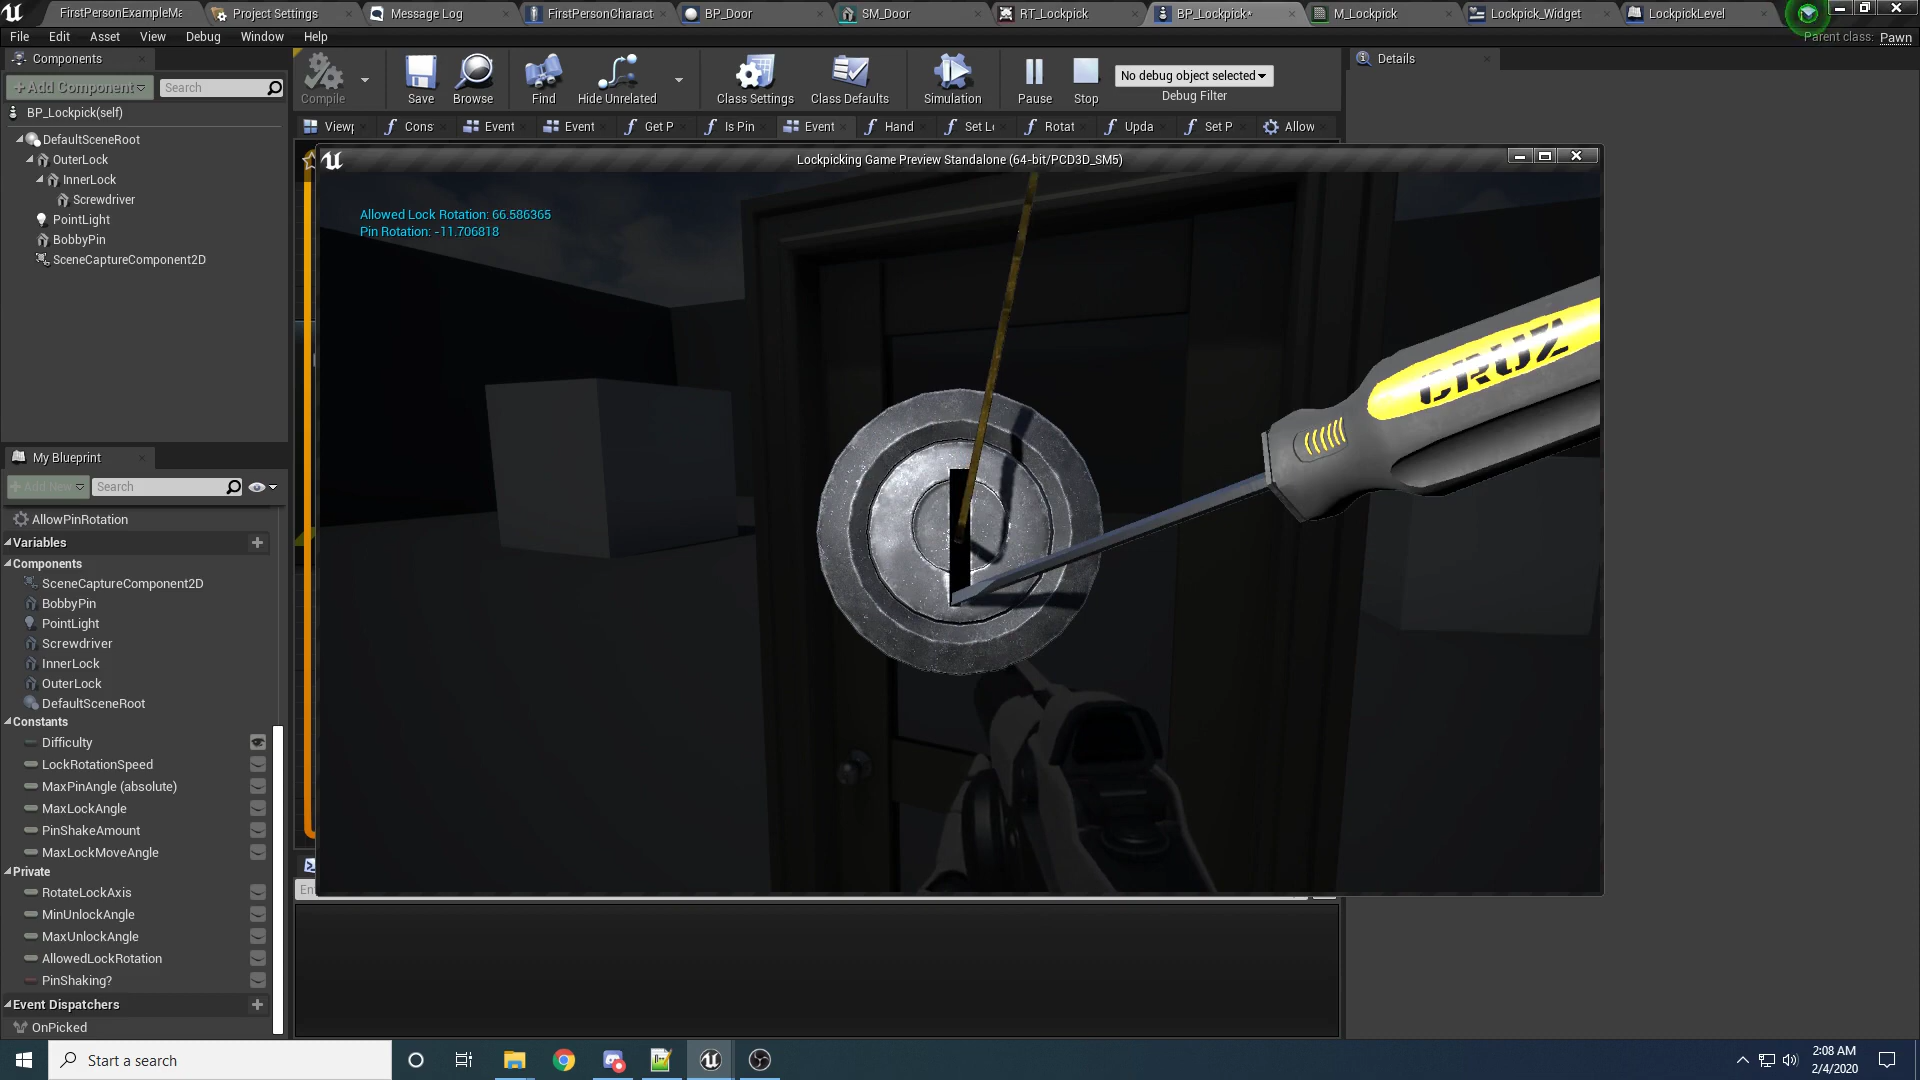 FirstPersonExampleMa
Project Settings
Message Log
FirstPersonCharact
BP_Door
SM_Door
RT_Lockpick
BP_Lockpick*
M_Lockpick
Lockpick_Widget
LockpickLevel
File Edit Asset View Debug Window Help
Parent class: Pawn
Components
Details
+Add Component
Search
Compile
Save
Browse
Find
Hide Unrelated
Class Settings
Class Defaults
Simulation
Pause
Stop
No debug object selected
Debug Filter
BP_Lockpick(self)
Viewp
Cons
Event
Event
Get P
Is Pin
Event
Hand
Set L
Rotat
Upda
Set P
Allow
DefaultSceneRoot
OuterLock
InnerLock
Screwdriver
PointLight
BobbyPin
SceneCaptureComponent2D
Lockpicking Game Preview Standalone (64-bit/PCD3D_SM5)
Allowed Lock Rotation: 66.586365
Pin Rotation: -11.706818
CRUZ
My Blueprint
+Add New
Search
AllowPinRotation
Variables
Components
SceneCaptureComponent2D
BobbyPin
PointLight
Screwdriver
InnerLock
OuterLock
DefaultSceneRoot
Constants
Difficulty
LockRotationSpeed
MaxPinAngle (absolute)
MaxLockAngle
PinShakeAmount
MaxLockMoveAngle
Private
RotateLockAxis
MinUnlockAngle
MaxUnlockAngle
AllowedLockRotation
PinShaking?
Event Dispatchers
OnPicked
En
Start a search
2:08 AM
2/4/2020